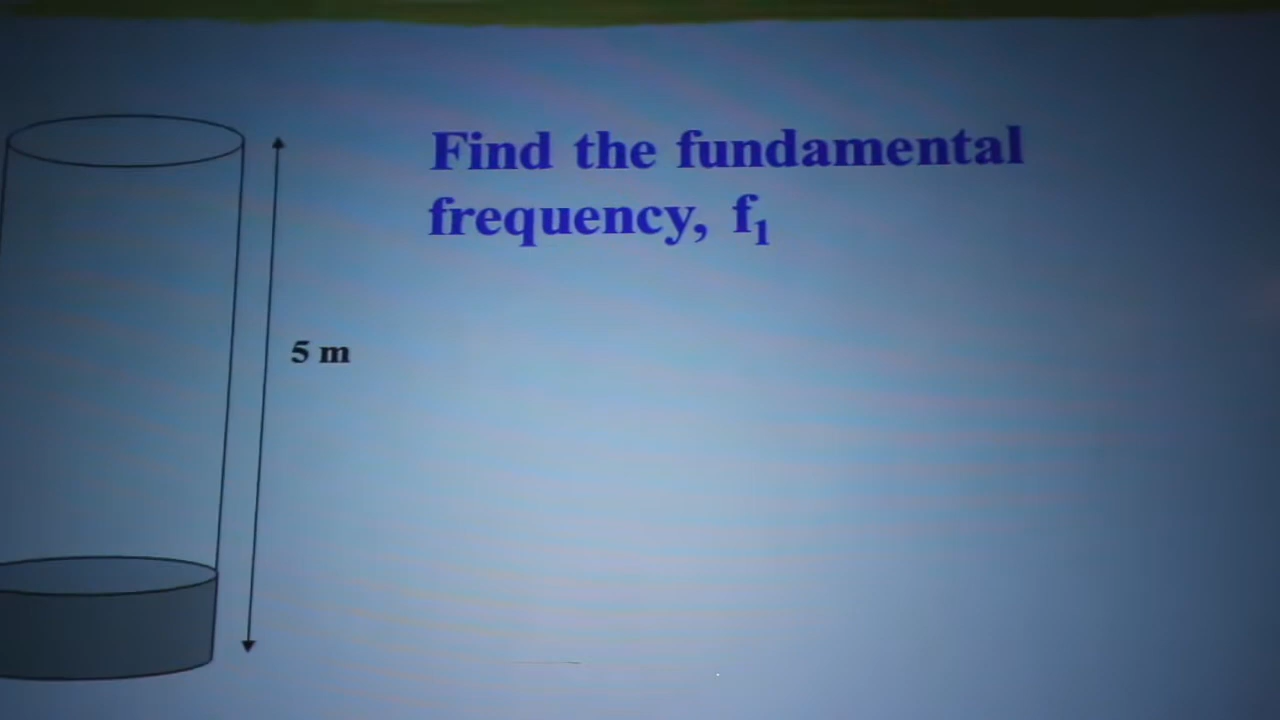 Find the fundamental
frequency, f₁
5 m